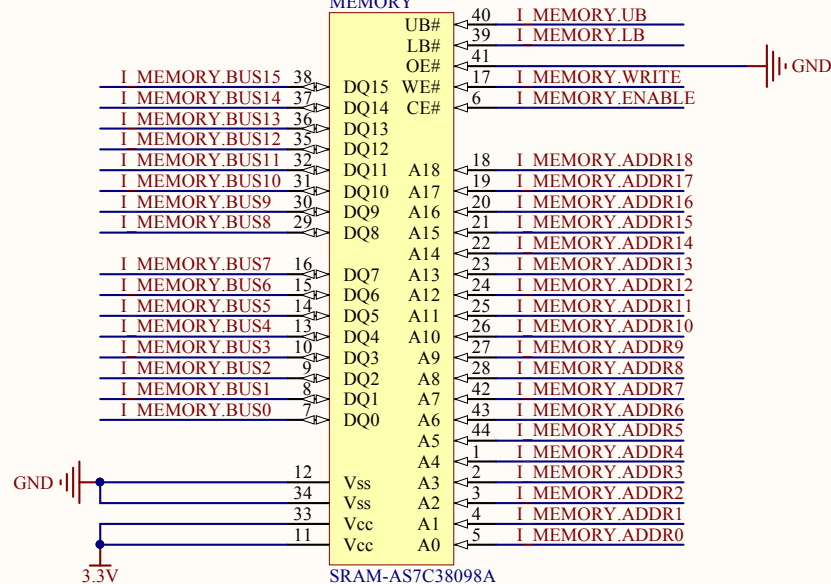 MEMORY
UB# 40 I_MEMORY.UB
LB# 39 I_MEMORY.LB
OE# 41 GND
I_MEMORY.BUS15 38 DQ15 WE# 17 I_MEMORY.WRITE
I_MEMORY.BUS14 37 DQ14 CE# 6 I_MEMORY.ENABLE
I_MEMORY.BUS13 36 DQ13
I_MEMORY.BUS12 35 DQ12
I_MEMORY.BUS11 32 DQ11 A18 18 I_MEMORY.ADDR18
I_MEMORY.BUS10 31 DQ10 A17 19 I_MEMORY.ADDR17
I_MEMORY.BUS9 30 DQ9 A16 20 I_MEMORY.ADDR16
I_MEMORY.BUS8 29 DQ8 A15 21 I_MEMORY.ADDR15
A14 22 I_MEMORY.ADDR14
I_MEMORY.BUS7 16 DQ7 A13 23 I_MEMORY.ADDR13
I_MEMORY.BUS6 15 DQ6 A12 24 I_MEMORY.ADDR12
I_MEMORY.BUS5 14 DQ5 A11 25 I_MEMORY.ADDR11
I_MEMORY.BUS4 13 DQ4 A10 26 I_MEMORY.ADDR10
I_MEMORY.BUS3 10 DQ3 A9 27 I_MEMORY.ADDR9
I_MEMORY.BUS2 9 DQ2 A8 28 I_MEMORY.ADDR8
I_MEMORY.BUS1 8 DQ1 A7 42 I_MEMORY.ADDR7
I_MEMORY.BUS0 7 DQ0 A6 43 I_MEMORY.ADDR6
A5 44 I_MEMORY.ADDR5
A4 1 I_MEMORY.ADDR4
GND 12 Vss A3 2 I_MEMORY.ADDR3
34 Vss A2 3 I_MEMORY.ADDR2
33 Vcc A1 4 I_MEMORY.ADDR1
11 Vcc A0 5 I_MEMORY.ADDR0
3.3V SRAM-AS7C38098A